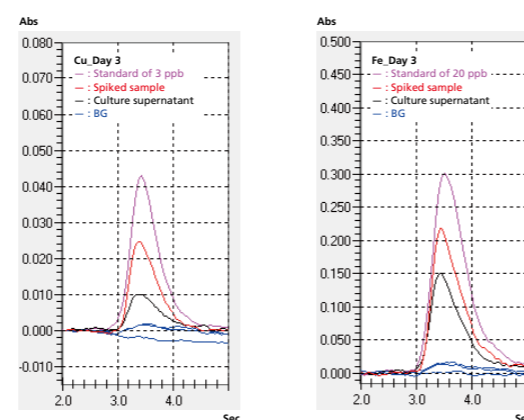 Abs
0.080
Cu_Day 3
0.070
— : Standard of 3 ppb
— : Spiked sample
— : Culture supernatant
0.060
— : BG
0.050
0.040
0.030
0.020
0.010
0.000
-0.010
2.0 3.0 4.0
Sec
Abs
0.500
Fe_Day 3
0.450
— : Standard of 20 ppb
— : Spiked sample
— : Culture supernatant
0.400
— : BG
0.350
0.300
0.250
0.200
0.150
0.100
0.050
0.000
2.0 3.0 4.0